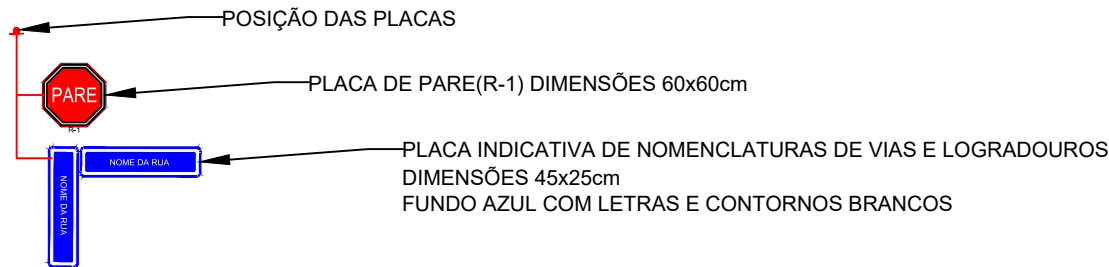 POSIÇÃO DAS PLACAS
PARE
PLACA DE PARE(R-1) DIMENSÕES 60x60cm
R-1
NOME DA RUA
PLACA INDICATIVA DE NOMENCLATURAS DE VIAS E LOGRADOUROS
DIMENSÕES 45x25cm
FUNDO AZUL COM LETRAS E CONTORNOS BRANCOS
NOME DA RUA